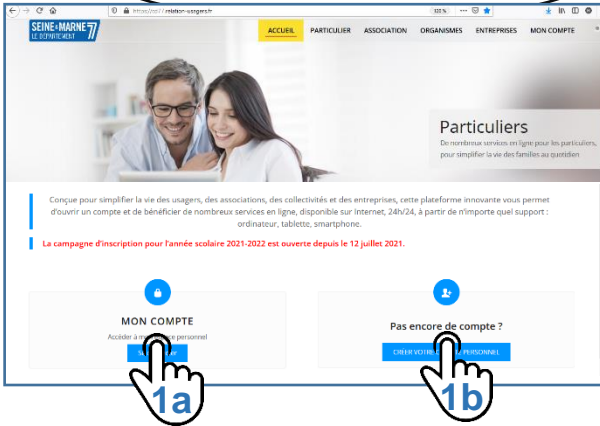 https://cd77.relation-usagers.fr
SEINE&MARNE 77
LE DÉPARTEMENT
ACCUEIL PARTICULIER ASSOCIATION ORGANISMES ENTREPRISES MON COMPTE
Particuliers
De nombreux services en ligne pour les particuliers,
pour simplifier la vie des familles au quotidien
Conçue pour simplifier la vie des usagers, des associations, des collectivités et des entreprises, cette plateforme innovante vous permet
d'ouvrir un compte et de bénéficier de nombreux services en ligne, disponible sur Internet, 24h/24, à partir de n'importe quel support :
ordinateur, tablette, smartphone.
La campagne d'inscription pour l'année scolaire 2021-2022 est ouverte depuis le 12 juillet 2021.
MON COMPTE
Accéder à personnel
Pas encore de compte ?
CRÉER VOTRE PERSONNEL
1a
1b